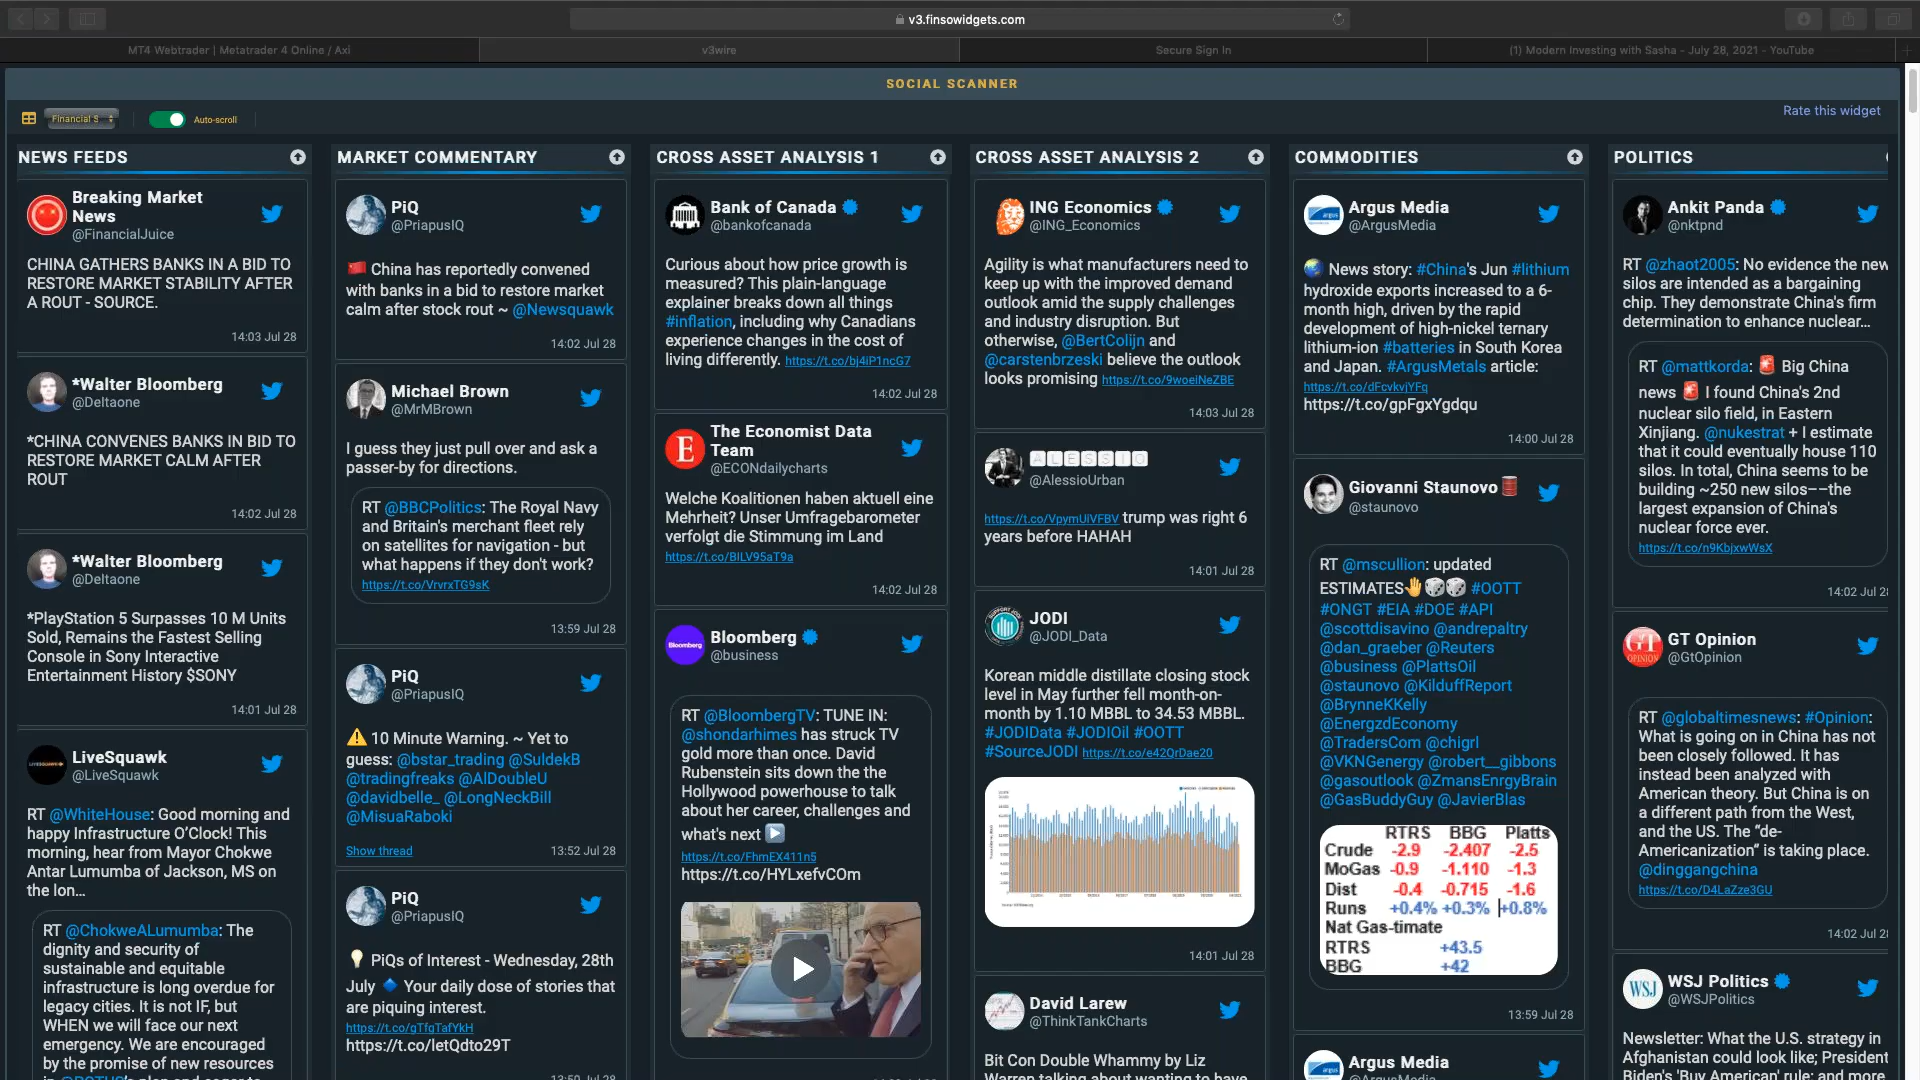 v3.finsowidgets.com
MT4 Webtrader | Metatrader 4 Online / Axi
v3wire
Secure Sign In
(1) Modern Investing with Sasha - July 28, 2021 - YouTube
SOCIAL SCANNER
Financial S
Auto-scroll
Rate this widget
NEWS FEEDS
Breaking Market
News
@FinancialJuice
CHINA GATHERS BANKS IN A BID TO
RESTORE MARKET STABILITY AFTER
A ROUT - SOURCE.
14:03 Jul 28
*Walter Bloomberg
@Deltaone
*CHINA CONVENES BANKS IN BID TO
RESTORE MARKET CALM AFTER
ROUT
14:02 Jul 28
*Walter Bloomberg
@Deltaone
*PlayStation 5 Surpasses 10 M Units
Sold, Remains the Fastest Selling
Console in Sony Interactive
Entertainment History $SONY
14:01 Jul 28
LiveSquawk
@LiveSquawk
RT @WhiteHouse: Good morning and
happy Infrastructure O'Clock! This
morning, hear from Mayor Chokwe
Antar Lumumba of Jackson, MS on
the lon...
RT @ChokweALumumba: The
dignity and security of
sustainable and equitable
infrastructure is long overdue for
legacy cities. It is not IF, but
WHEN we will face our next
emergency. We are encouraged
by the promise of new resources
MARKET COMMENTARY
PiQ
@PriapusIQ
🇨🇳 China has reportedly convened
with banks in a bid to restore market
calm after stock rout ~ @Newsquawk
14:02 Jul 28
Michael Brown
@MrMBrown
I guess they just pull over and ask a
passer-by for directions.
RT @BBCPolitics: The Royal Navy
and Britain's merchant fleet rely
on satellites for navigation - but
what happens if they don't work?
https://t.co/VrvrxTG9sK
13:59 Jul 28
PiQ
@PriapusIQ
⚠️ 10 Minute Warning. ~ Yet to
guess: @bstar_trading @SuldekB
@tradingfreaks @AlDoubleU
@davidbelle_ @LongNeckBill
@MisuaRaboki
Show thread
13:52 Jul 28
PiQ
@PriapusIQ
💡 PiQs of Interest - Wednesday, 28th
July 🔹 Your daily dose of stories that
are piquing interest.
https://t.co/gTfqTafYkH
https://t.co/letQdto29T
13:50 Jul 28
CROSS ASSET ANALYSIS 1
Bank of Canada
@bankofcanada
Curious about how price growth is
measured? This plain-language
explainer breaks down all things
#inflation, including why Canadians
experience changes in the cost of
living differently. https://t.co/bj4iP1ncG7
14:02 Jul 28
E
The Economist Data
Team
@ECONdailycharts
Welche Koalitionen haben aktuell eine
Mehrheit? Unser Umfragebarometer
verfolgt die Stimmung im Land
https://t.co/BILV95aT9a
14:02 Jul 28
Bloomberg
Bloomberg
@business
RT @BloombergTV: TUNE IN:
@shondarhimes has struck TV
gold more than once. David
Rubenstein sits down the the
Hollywood powerhouse to talk
about her career, challenges and
what's next ▶️
https://t.co/FhmEX411n5
https://t.co/HYLxefvCOm
CROSS ASSET ANALYSIS 2
ING Economics
@ING_Economics
Agility is what manufacturers need to
keep up with the improved demand
outlook amid the supply challenges
and industry disruption. But
otherwise, @BertColijn and
@carstenbrzeski believe the outlook
looks promising https://t.co/9woeiNeZBE
14:03 Jul 28
ALESSIO
@AlessioUrban
https://t.co/VpymUlVFBV trump was right 6
years before HAHAH
14:01 Jul 28
JODI
@JODI_Data
Korean middle distillate closing stock
level in May further fell month-on-
month by 1.10 MBBL to 34.53 MBBL.
#JODIData #JODIOil #OOTT
#SourceJODI https://t.co/e42QrDae20
14:01 Jul 28
David Larew
@ThinkTankCharts
Bit Con Double Whammy by Liz
Warren talking about wanting to have
COMMODITIES
argus
Argus Media
@ArgusMedia
🌏 News story: #China's Jun #lithium
hydroxide exports increased to a 6-
month high, driven by the rapid
development of high-nickel ternary
lithium-ion #batteries in South Korea
and Japan. #ArgusMetals article:
https://t.co/dFcvkvjYFq
https://t.co/gpFgxYgdqu
14:00 Jul 28
Giovanni Staunovo🛢
@staunovo
RT @mscullion: updated
ESTIMATES🤚🎲🎲 #OOTT
#ONGT #EIA #DOE #API
@scottdisavino @andrepaltry
@dan_graeber @Reuters
@business @PlattsOil
@staunovo @KilduffReport
@BrynneKKelly
@EnergzdEconomy
@TradersCom @chigrl
@VKNGenergy @robert__gibbons
@gasoutlook @ZmansEnrgyBrain
@GasBuddyGuy @JavierBlas
RTRS BBG Platts
Crude -2.9 -2.407 -2.5
MoGas -0.9 -1.110 -1.3
Dist -0.4 -0.715 -1.6
Runs +0.4% +0.3% +0.8%
Nat Gas-timate
RTRS +43.5
BBG +42
13:59 Jul 28
Argus Media
@ArgusMedia
POLITICS
Ankit Panda
@nktpnd
RT @zhaot2005: No evidence the new
silos are intended as a bargaining
chip. They demonstrate China's firm
determination to enhance nuclear...
RT @mattkorda: 🚨 Big China
news 🚨 I found China's 2nd
nuclear silo field, in Eastern
Xinjiang. @nukestrat + I estimate
that it could eventually house 110
silos. In total, China seems to be
building ~250 new silos––the
largest expansion of China's
nuclear force ever.
https://t.co/n9KbjxwWsX
14:02 Jul 28
GT
OPINION
GT Opinion
@GtOpinion
RT @globaltimesnews: #Opinion:
What is going on in China has not
been closely followed. It has
instead been analyzed with
American theory. But China is on
a different path from the West,
and the US. The “de-
Americanization” is taking place.
@dinggangchina
https://t.co/D4LaZze3GU
14:02 Jul 28
WSJ
WSJ Politics
@WSJPolitics
Newsletter: What the U.S. strategy in
Afghanistan could look like; President
Biden's 'Buy American' rule; and more